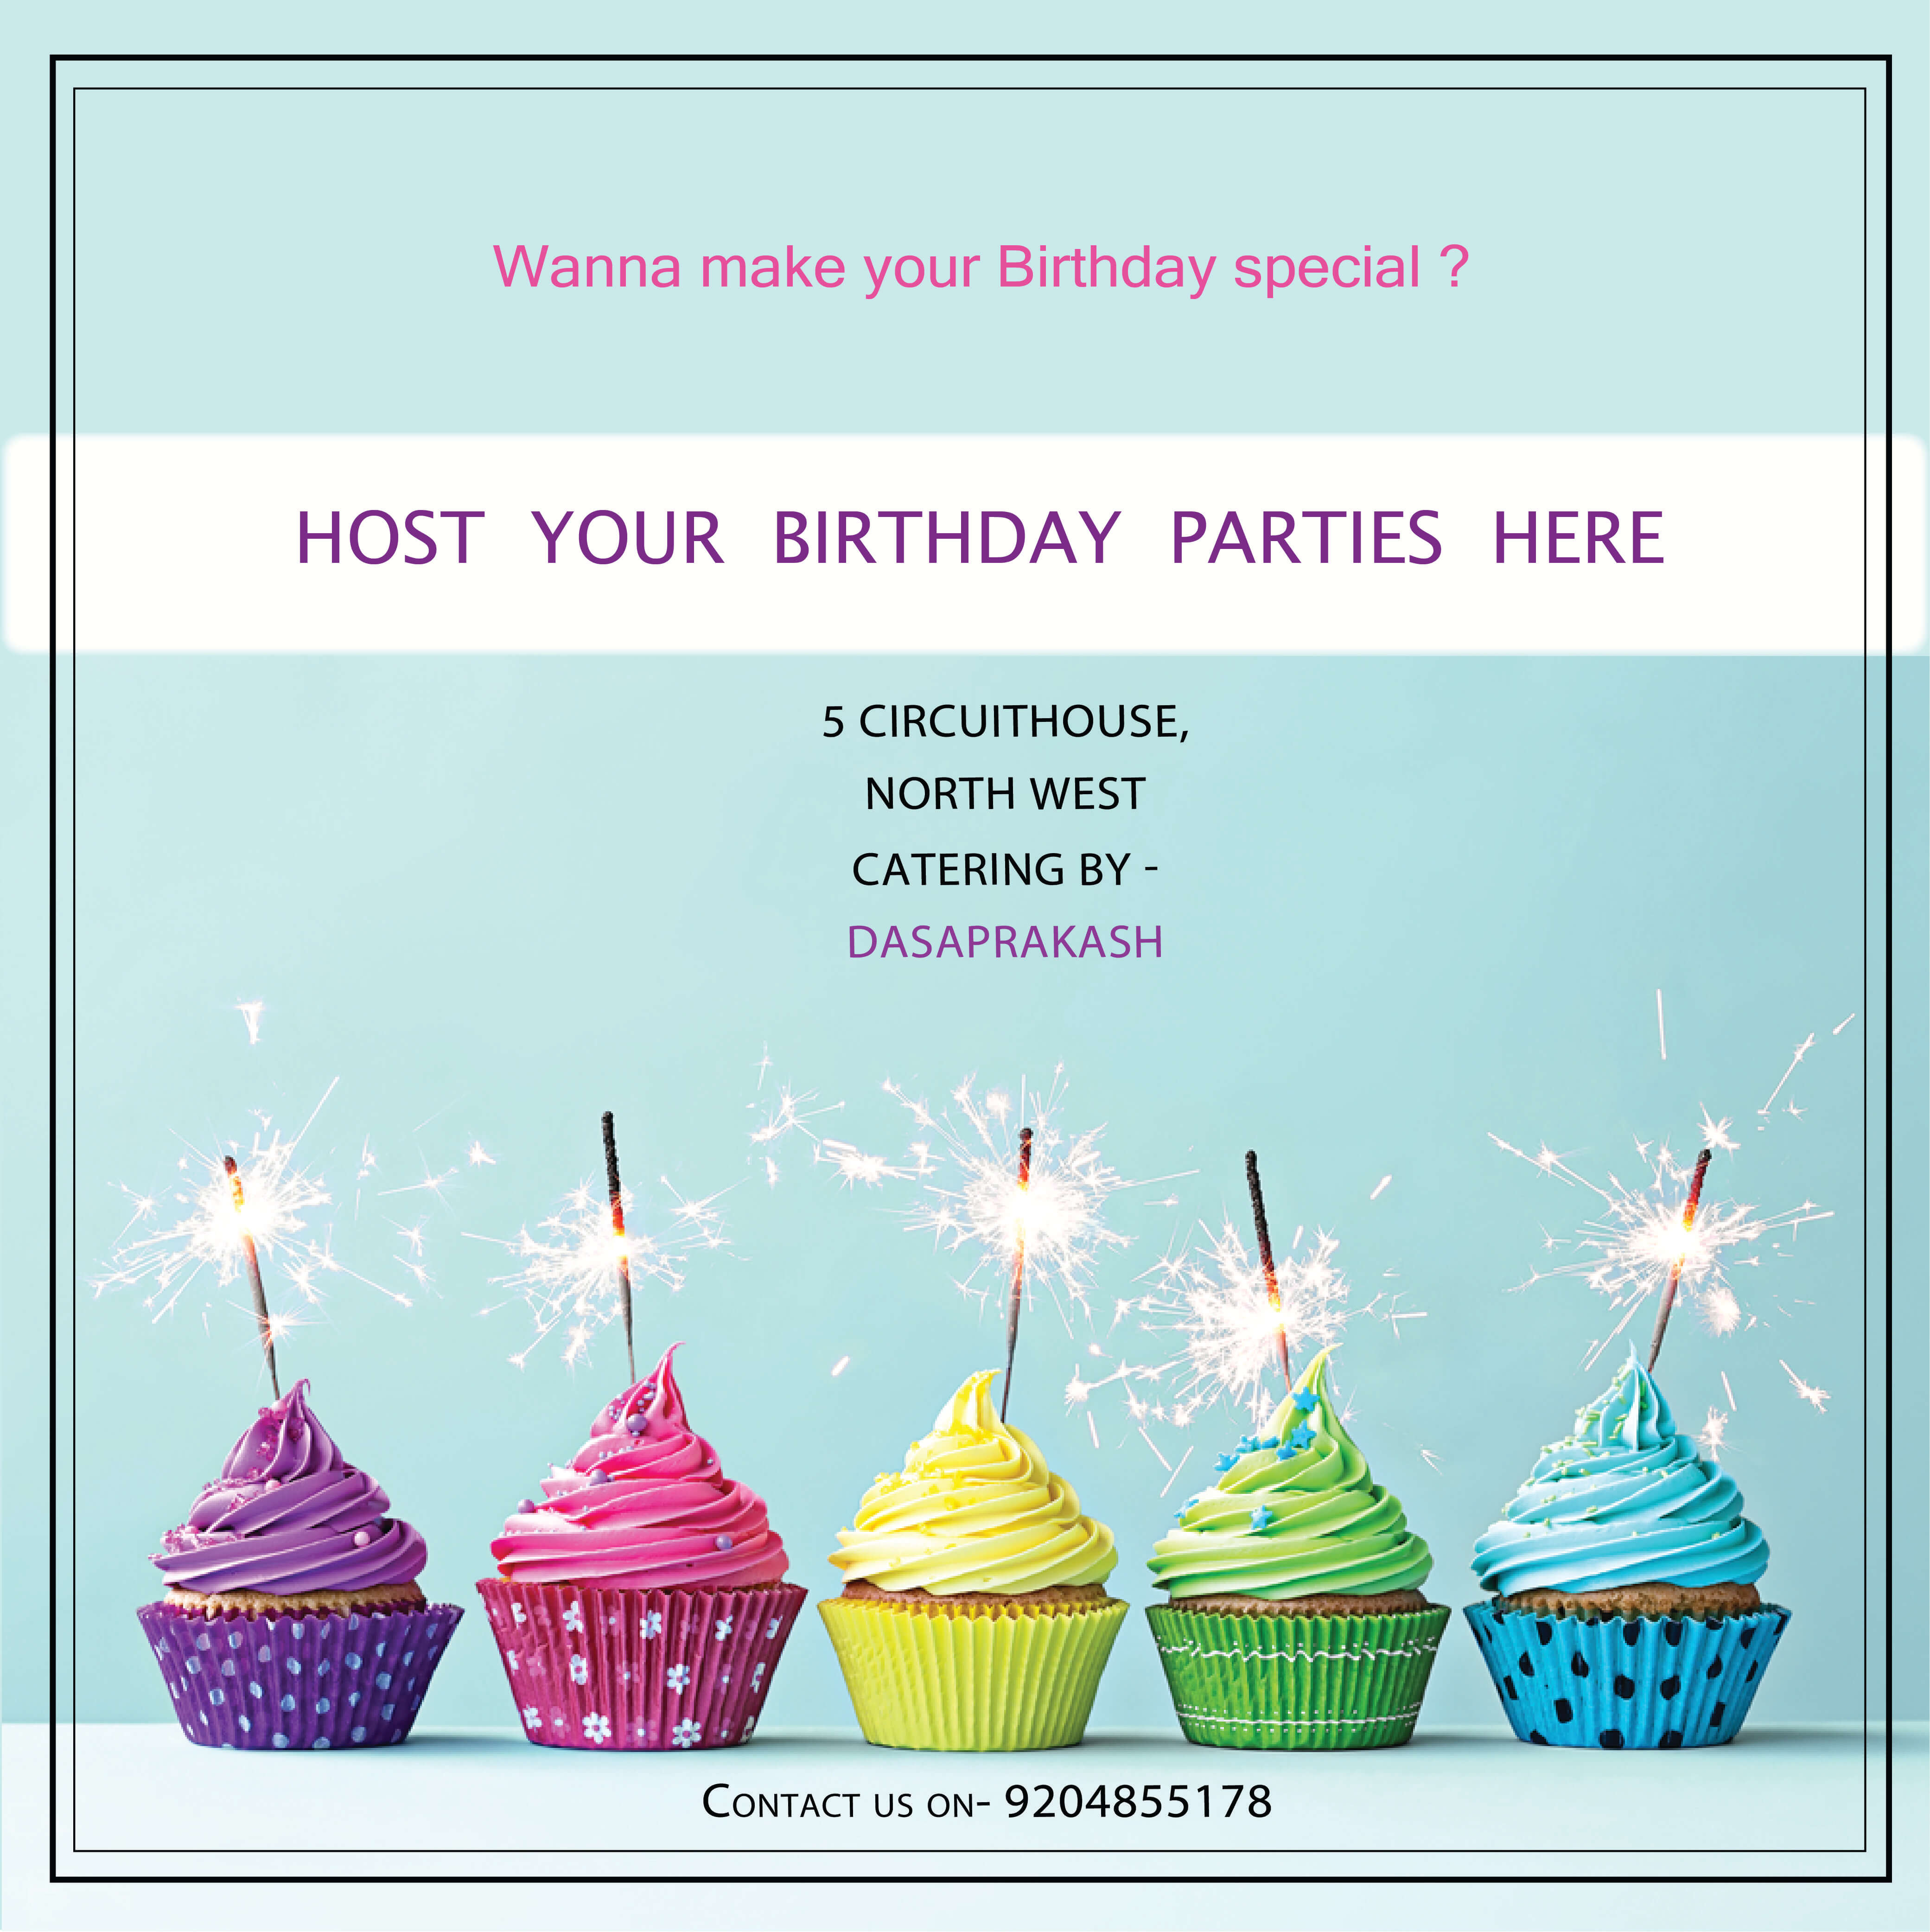 Wanna make your Birthday special ?
HOST YOUR BIRTHDAY PARTIES HERE
5 CIRCUITHOUSE,
NORTH WEST
CATERING BY -
DASAPRAKASH
Contact us on- 9204855178